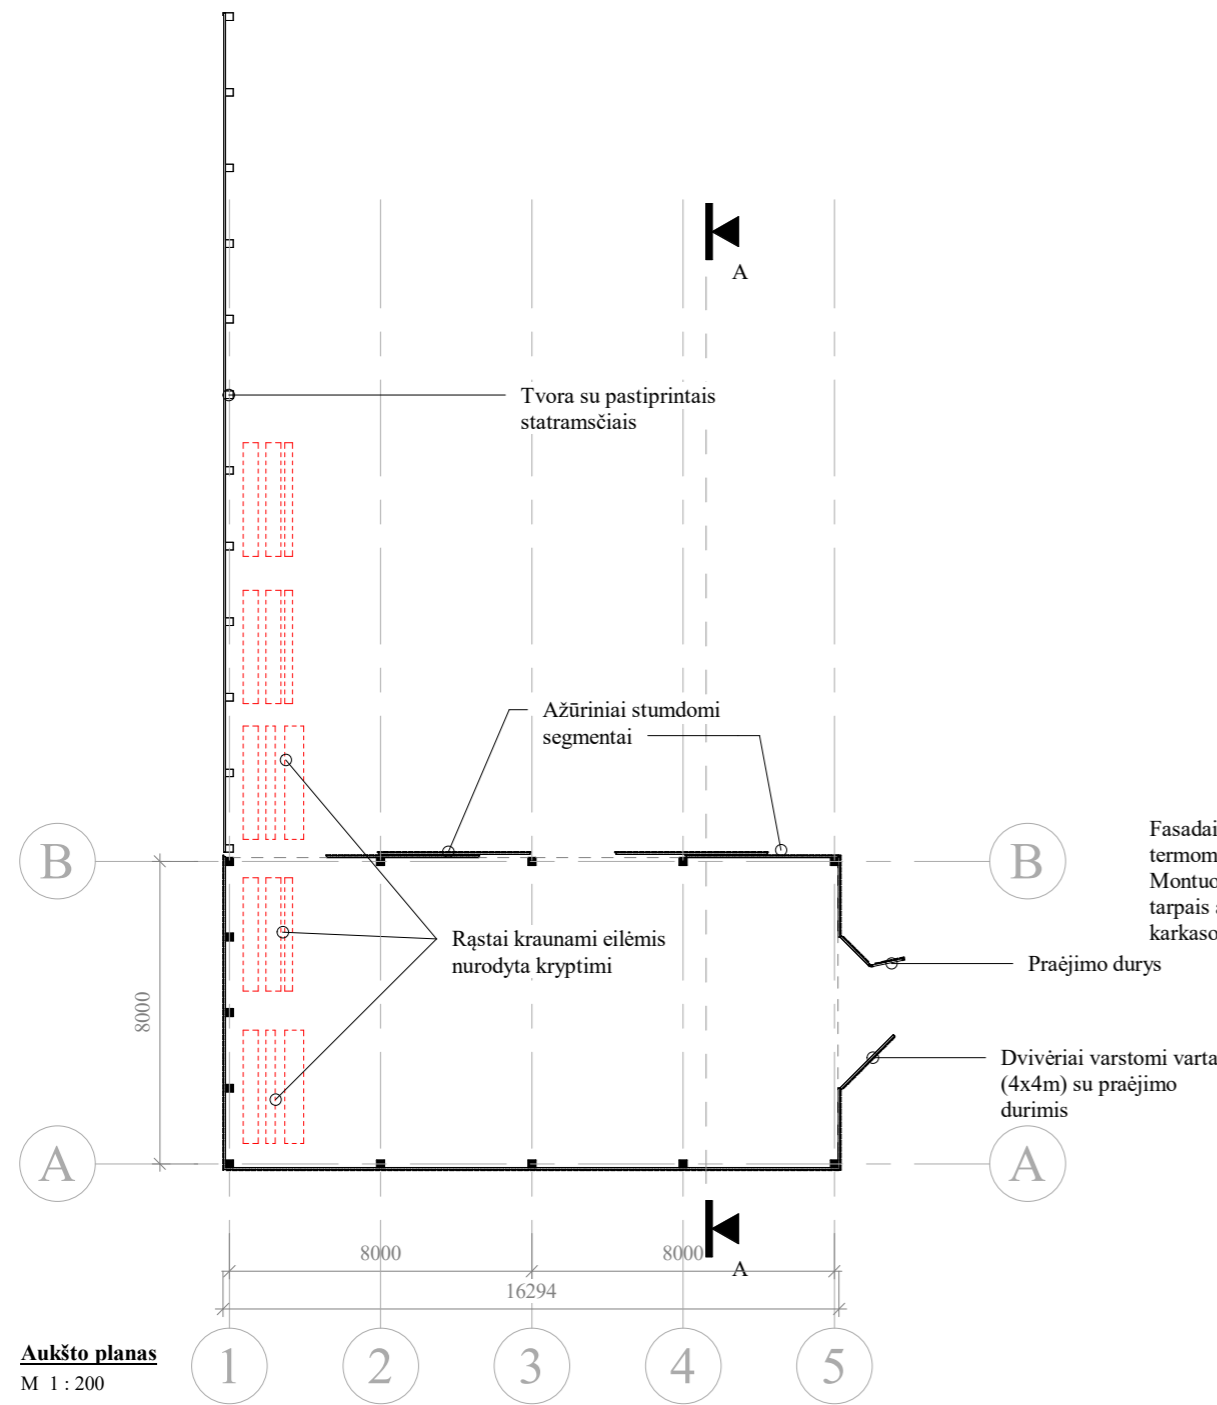 A
Tvora su pastiprintais
statramsčiais
Ažūriniai stumdomi
segmentai
B
B
Fasadai
Montuo
tarpais
karkaso
Rąstai kraunami eilėmis
nurodyta kryptimi
Praėjimo durys
8000
Dvivėriai varstomi varta
(4x4m) su praėjimo
durimis
A
A
8000
8000
A
16294
Aukšto planas
M 1 : 200
1
2
3
4
5